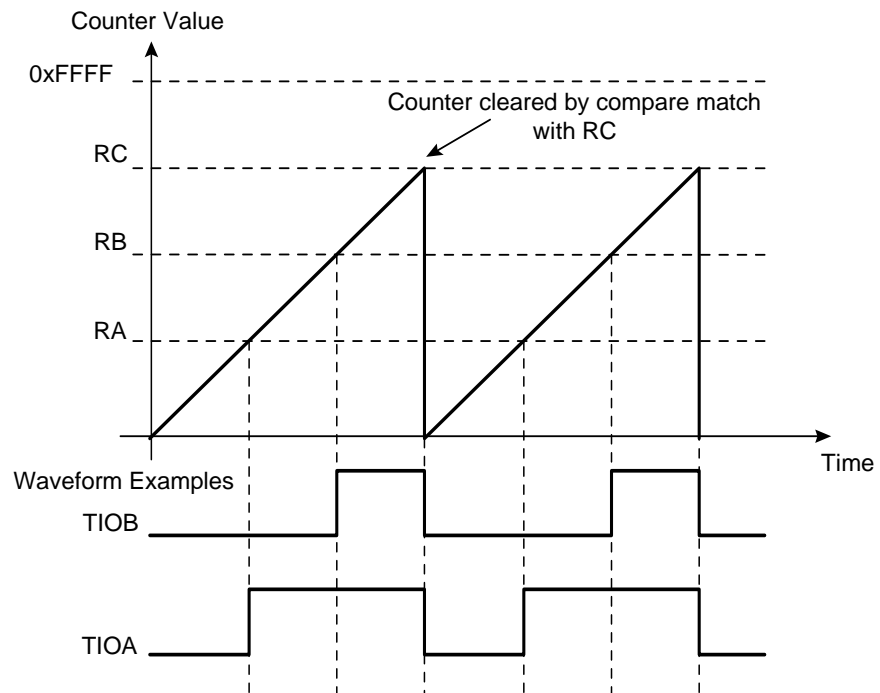 Counter Value
0xFFFF
Counter cleared by compare match
with RC
RC
RB
RA
Time
Waveform Examples
TIOB
TIOA